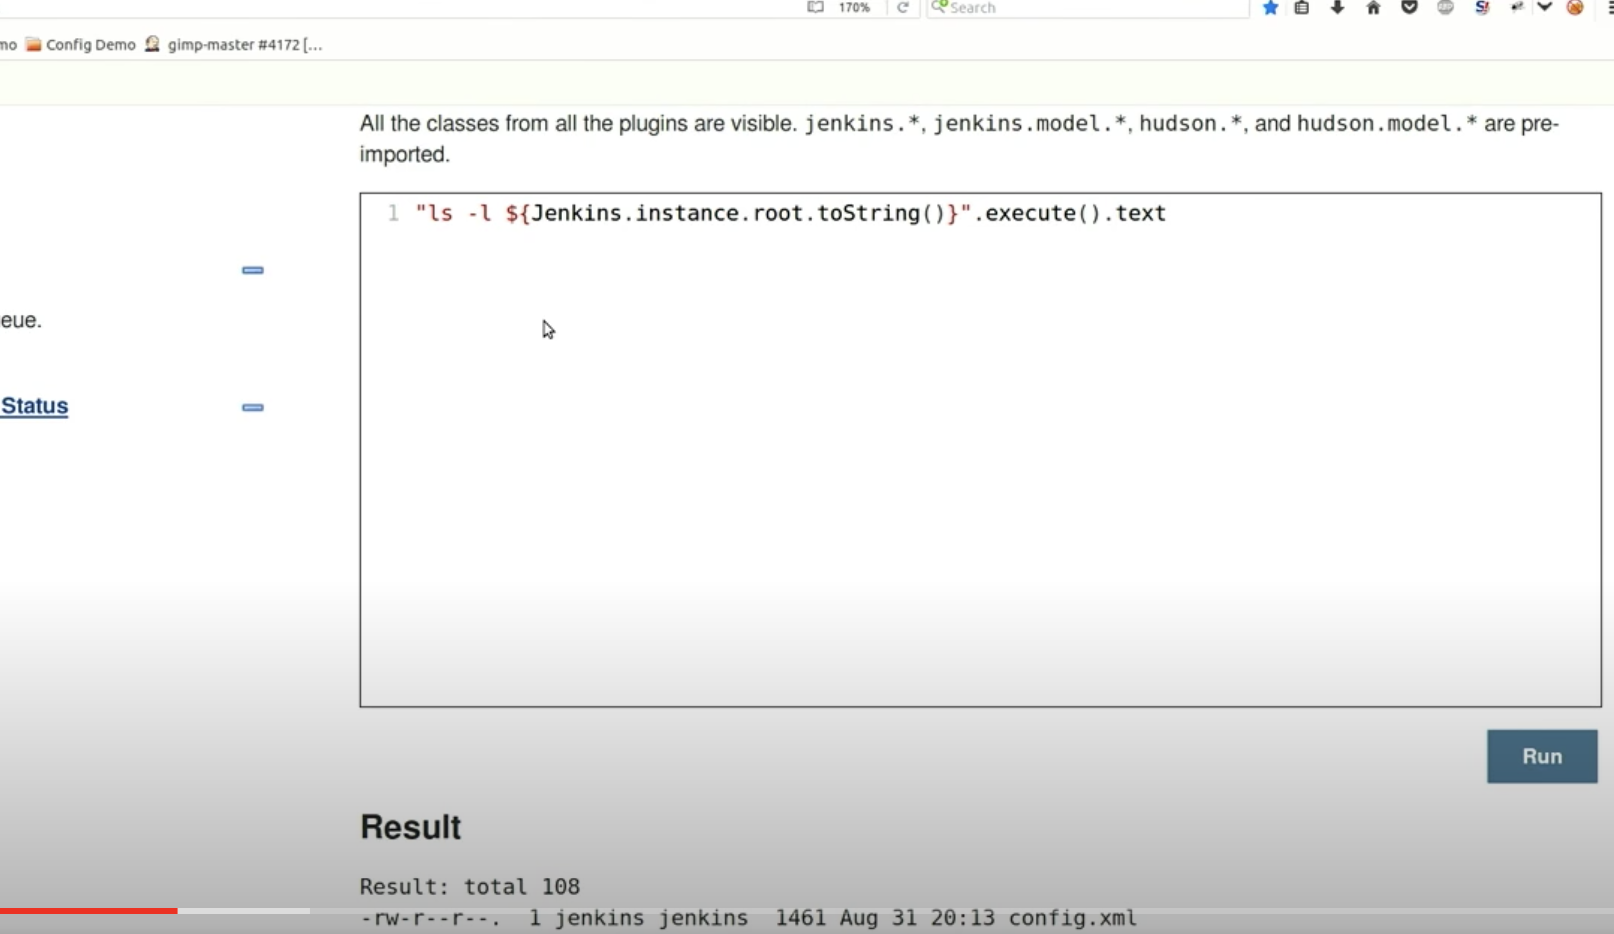 170%
Search
mo Config Demo gimp-master #4172 [...
All the classes from all the plugins are visible. jenkins.*, jenkins.model.*, hudson.*, and hudson.model.* are pre-
imported.
1 "ls -l ${Jenkins.instance.root.toString()}".execute().text
eue.
Status
Run
Result
Result: total 108
-rw-r--r--. 1 jenkins jenkins 1461 Aug 31 20:13 config.xml